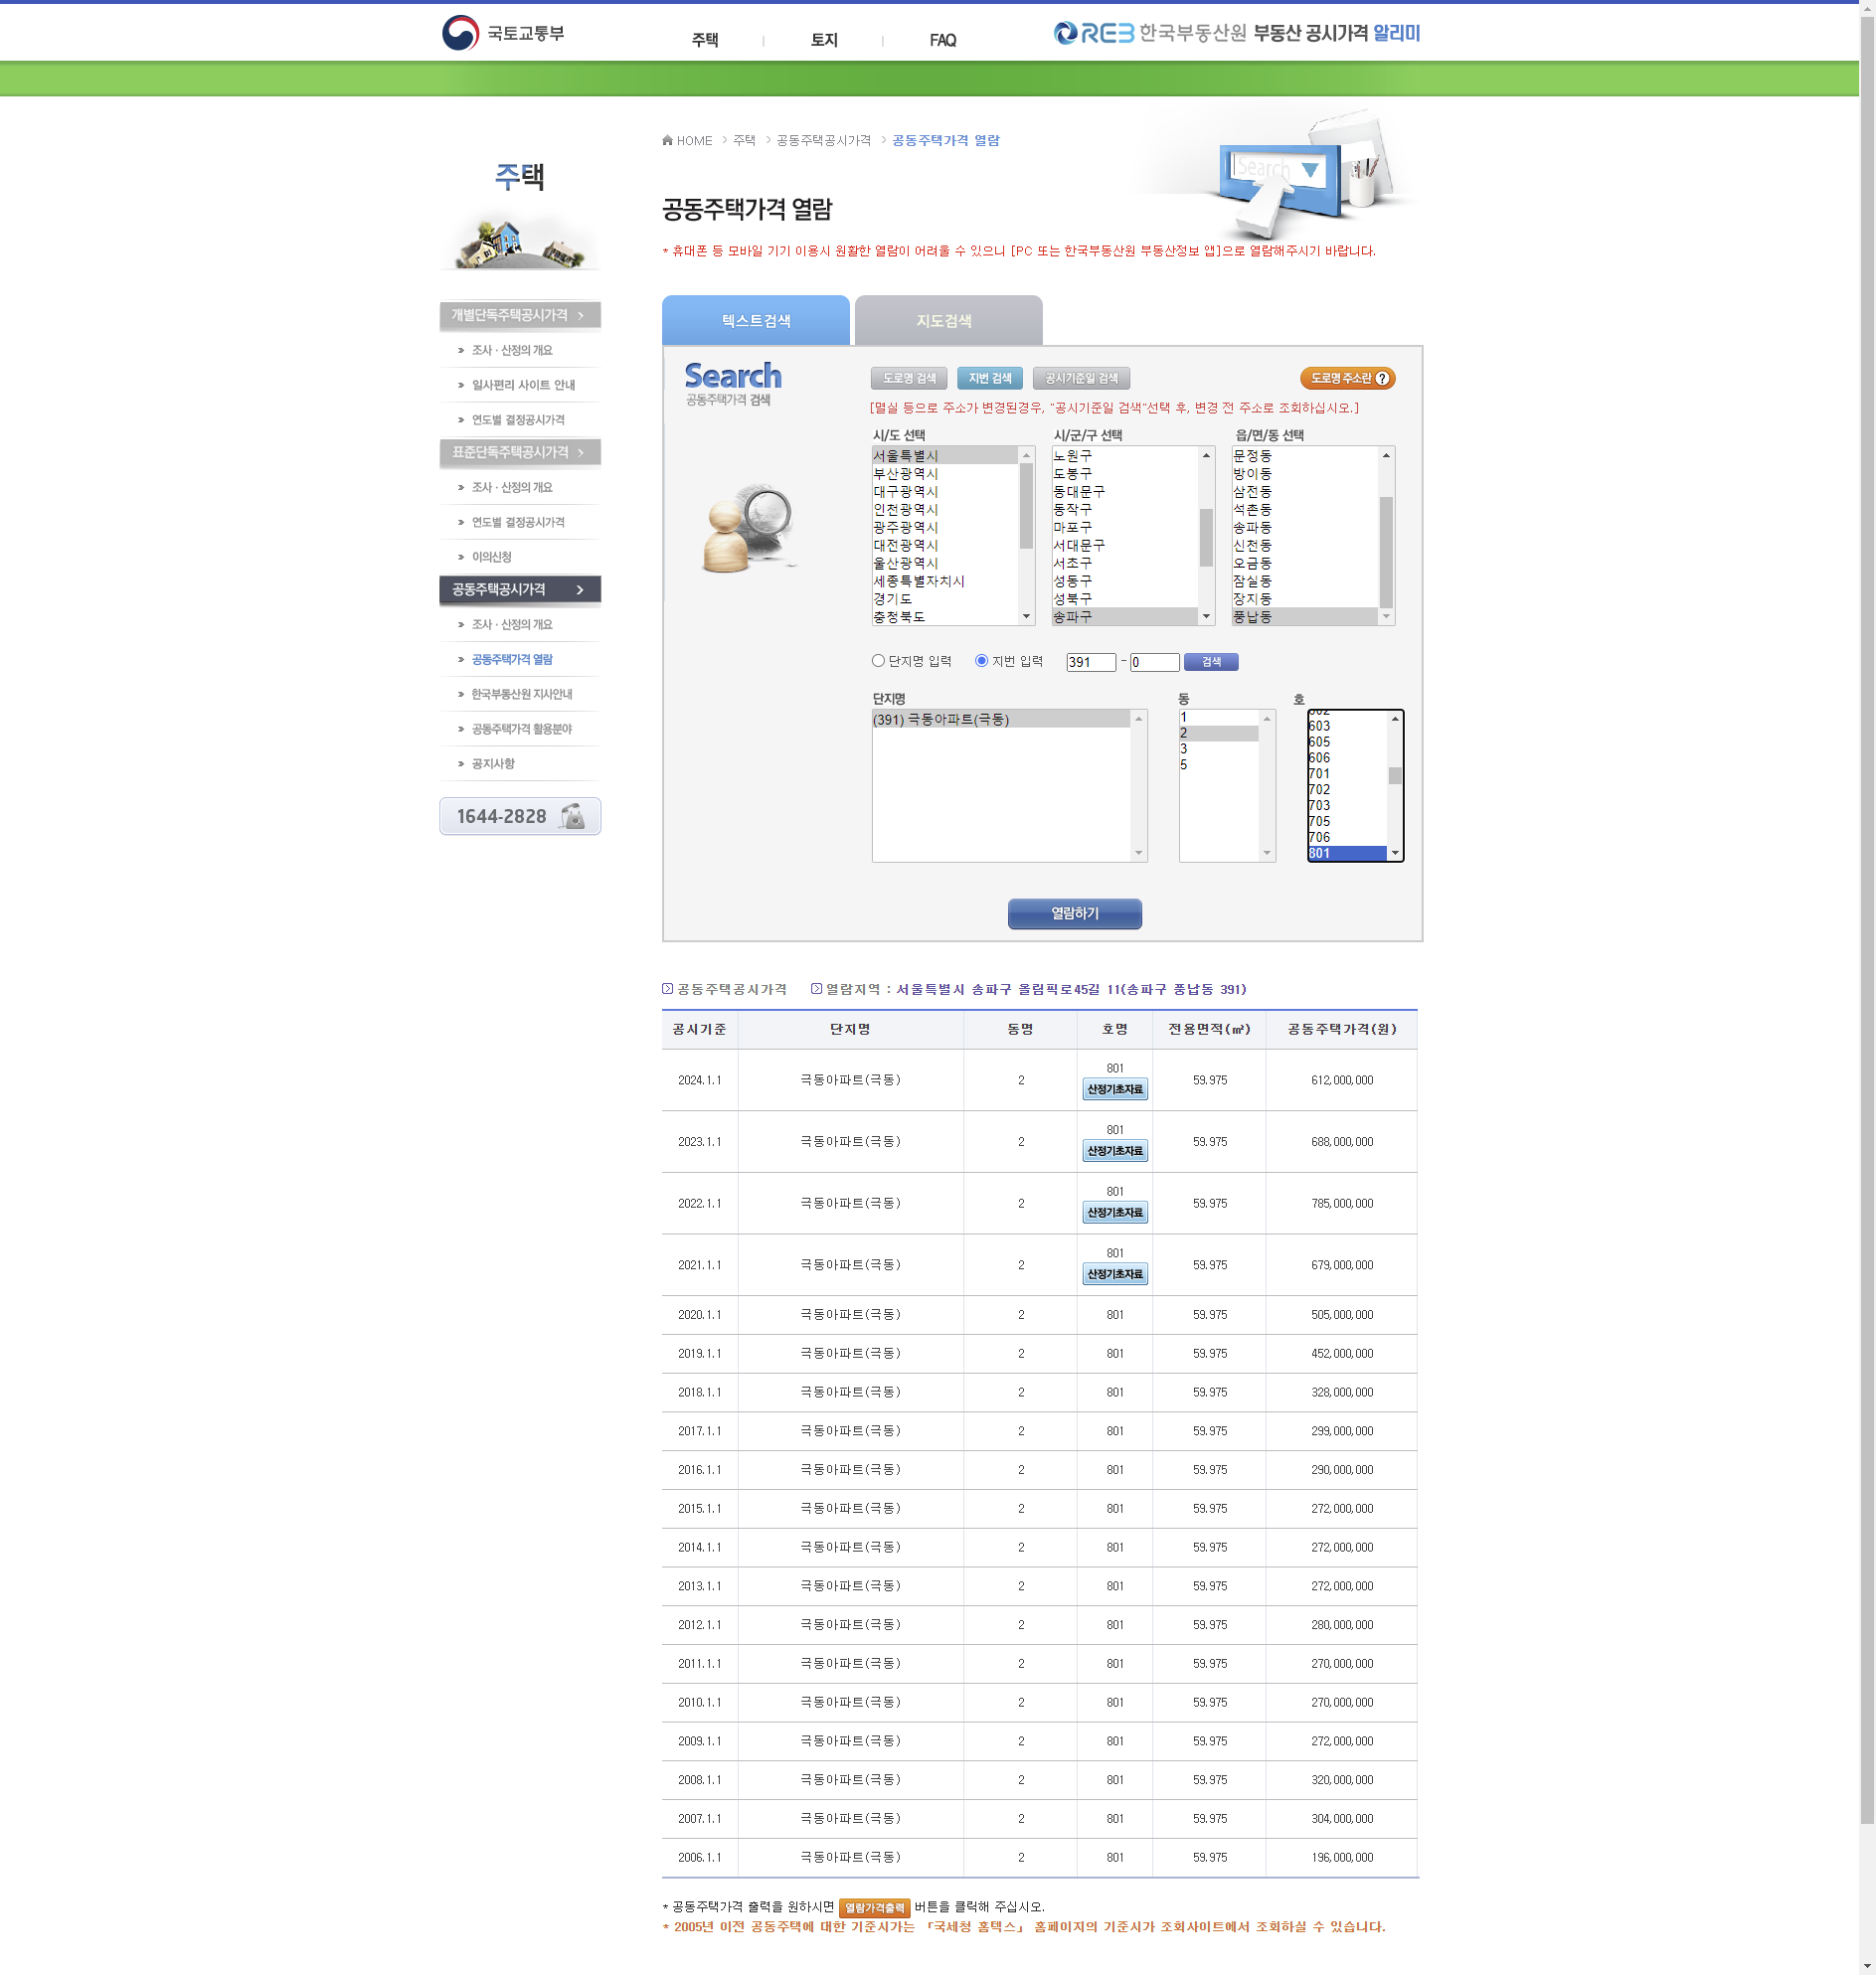 국토교통부
주택
토지
FAQ
REB 한국부동산원 부동산 공시가격 알리미
HOME > 주택 > 공동주택공시가격 > 공동주택가격 열람
Search
주택
공동주택가격 열람
* 휴대폰 등 모바일 기기 이용시 원활한 열람이 어려울 수 있으니 [PC 또는 한국부동산원 부동산정보 앱]으로 열람해주시기 바랍니다.
개별단독주택공시가격
조사 · 산정의 개요
일사편리 사이트 안내
연도별 결정공시가격
표준단독주택공시가격
조사 · 산정의 개요
연도별 결정공시가격
이의신청
공동주택공시가격
조사 · 산정의 개요
공동주택가격 열람
한국부동산원 지사안내
공동주택가격 활용분야
공지사항
1644-2828
텍스트검색
지도검색
Search
공동주택가격 검색
도로명 검색
지번 검색
공시기준일 검색
도로명 주소란 ?
[멸실 등으로 주소가 변경된경우, "공시기준일 검색"선택 후, 변경 전 주소로 조회하십시오.]
시/도 선택
서울특별시
부산광역시
대구광역시
인천광역시
광주광역시
대전광역시
울산광역시
세종특별자치시
경기도
충청북도
시/군/구 선택
노원구
도봉구
동대문구
동작구
마포구
서대문구
서초구
성동구
성북구
송파구
읍/면/동 선택
문정동
방이동
삼전동
석촌동
송파동
신천동
오금동
잠실동
장지동
풍납동
단지명 입력
지번 입력
391 - 0
검색
단지명
(391) 극동아파트(극동)
동
1
2
3
5
호
602
603
605
606
701
702
703
705
706
801
열람하기
공동주택공시가격
열람지역 : 서울특별시 송파구 올림픽로45길 11(송파구 풍납동 391)
공시기준 단지명 동명 호명 전용면적(㎡) 공동주택가격(원)
2024.1.1 극동아파트(극동) 2 801 산정기초자료 59.975 612,000,000
2023.1.1 극동아파트(극동) 2 801 산정기초자료 59.975 688,000,000
2022.1.1 극동아파트(극동) 2 801 산정기초자료 59.975 785,000,000
2021.1.1 극동아파트(극동) 2 801 산정기초자료 59.975 679,000,000
2020.1.1 극동아파트(극동) 2 801 59.975 505,000,000
2019.1.1 극동아파트(극동) 2 801 59.975 452,000,000
2018.1.1 극동아파트(극동) 2 801 59.975 328,000,000
2017.1.1 극동아파트(극동) 2 801 59.975 299,000,000
2016.1.1 극동아파트(극동) 2 801 59.975 290,000,000
2015.1.1 극동아파트(극동) 2 801 59.975 272,000,000
2014.1.1 극동아파트(극동) 2 801 59.975 272,000,000
2013.1.1 극동아파트(극동) 2 801 59.975 272,000,000
2012.1.1 극동아파트(극동) 2 801 59.975 280,000,000
2011.1.1 극동아파트(극동) 2 801 59.975 270,000,000
2010.1.1 극동아파트(극동) 2 801 59.975 270,000,000
2009.1.1 극동아파트(극동) 2 801 59.975 272,000,000
2008.1.1 극동아파트(극동) 2 801 59.975 320,000,000
2007.1.1 극동아파트(극동) 2 801 59.975 304,000,000
2006.1.1 극동아파트(극동) 2 801 59.975 196,000,000
* 공동주택가격 출력을 원하시면 열람가격출력 버튼을 클릭해 주십시요.
* 2005년 이전 공동주택에 대한 기준시가는 「국세청 홈텍스」 홈페이지의 기준시가 조회사이트에서 조회하실 수 있습니다.